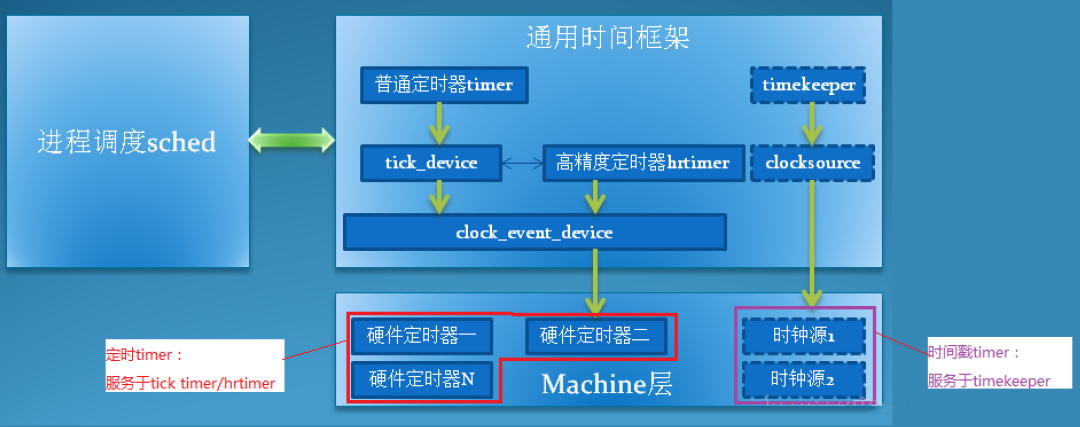 通用时间框架
进程调度sched
普通定时器timer
timekeeper
tick_device
高精度定时器hrtimer
clocksource
clock_event_device
硬件定时器一
硬件定时器二
时钟源1
定时timer：
服务于tick timer/hrtimer
硬件定时器N
Machine层
时钟源2
时间戳timer：
服务于timekeeper